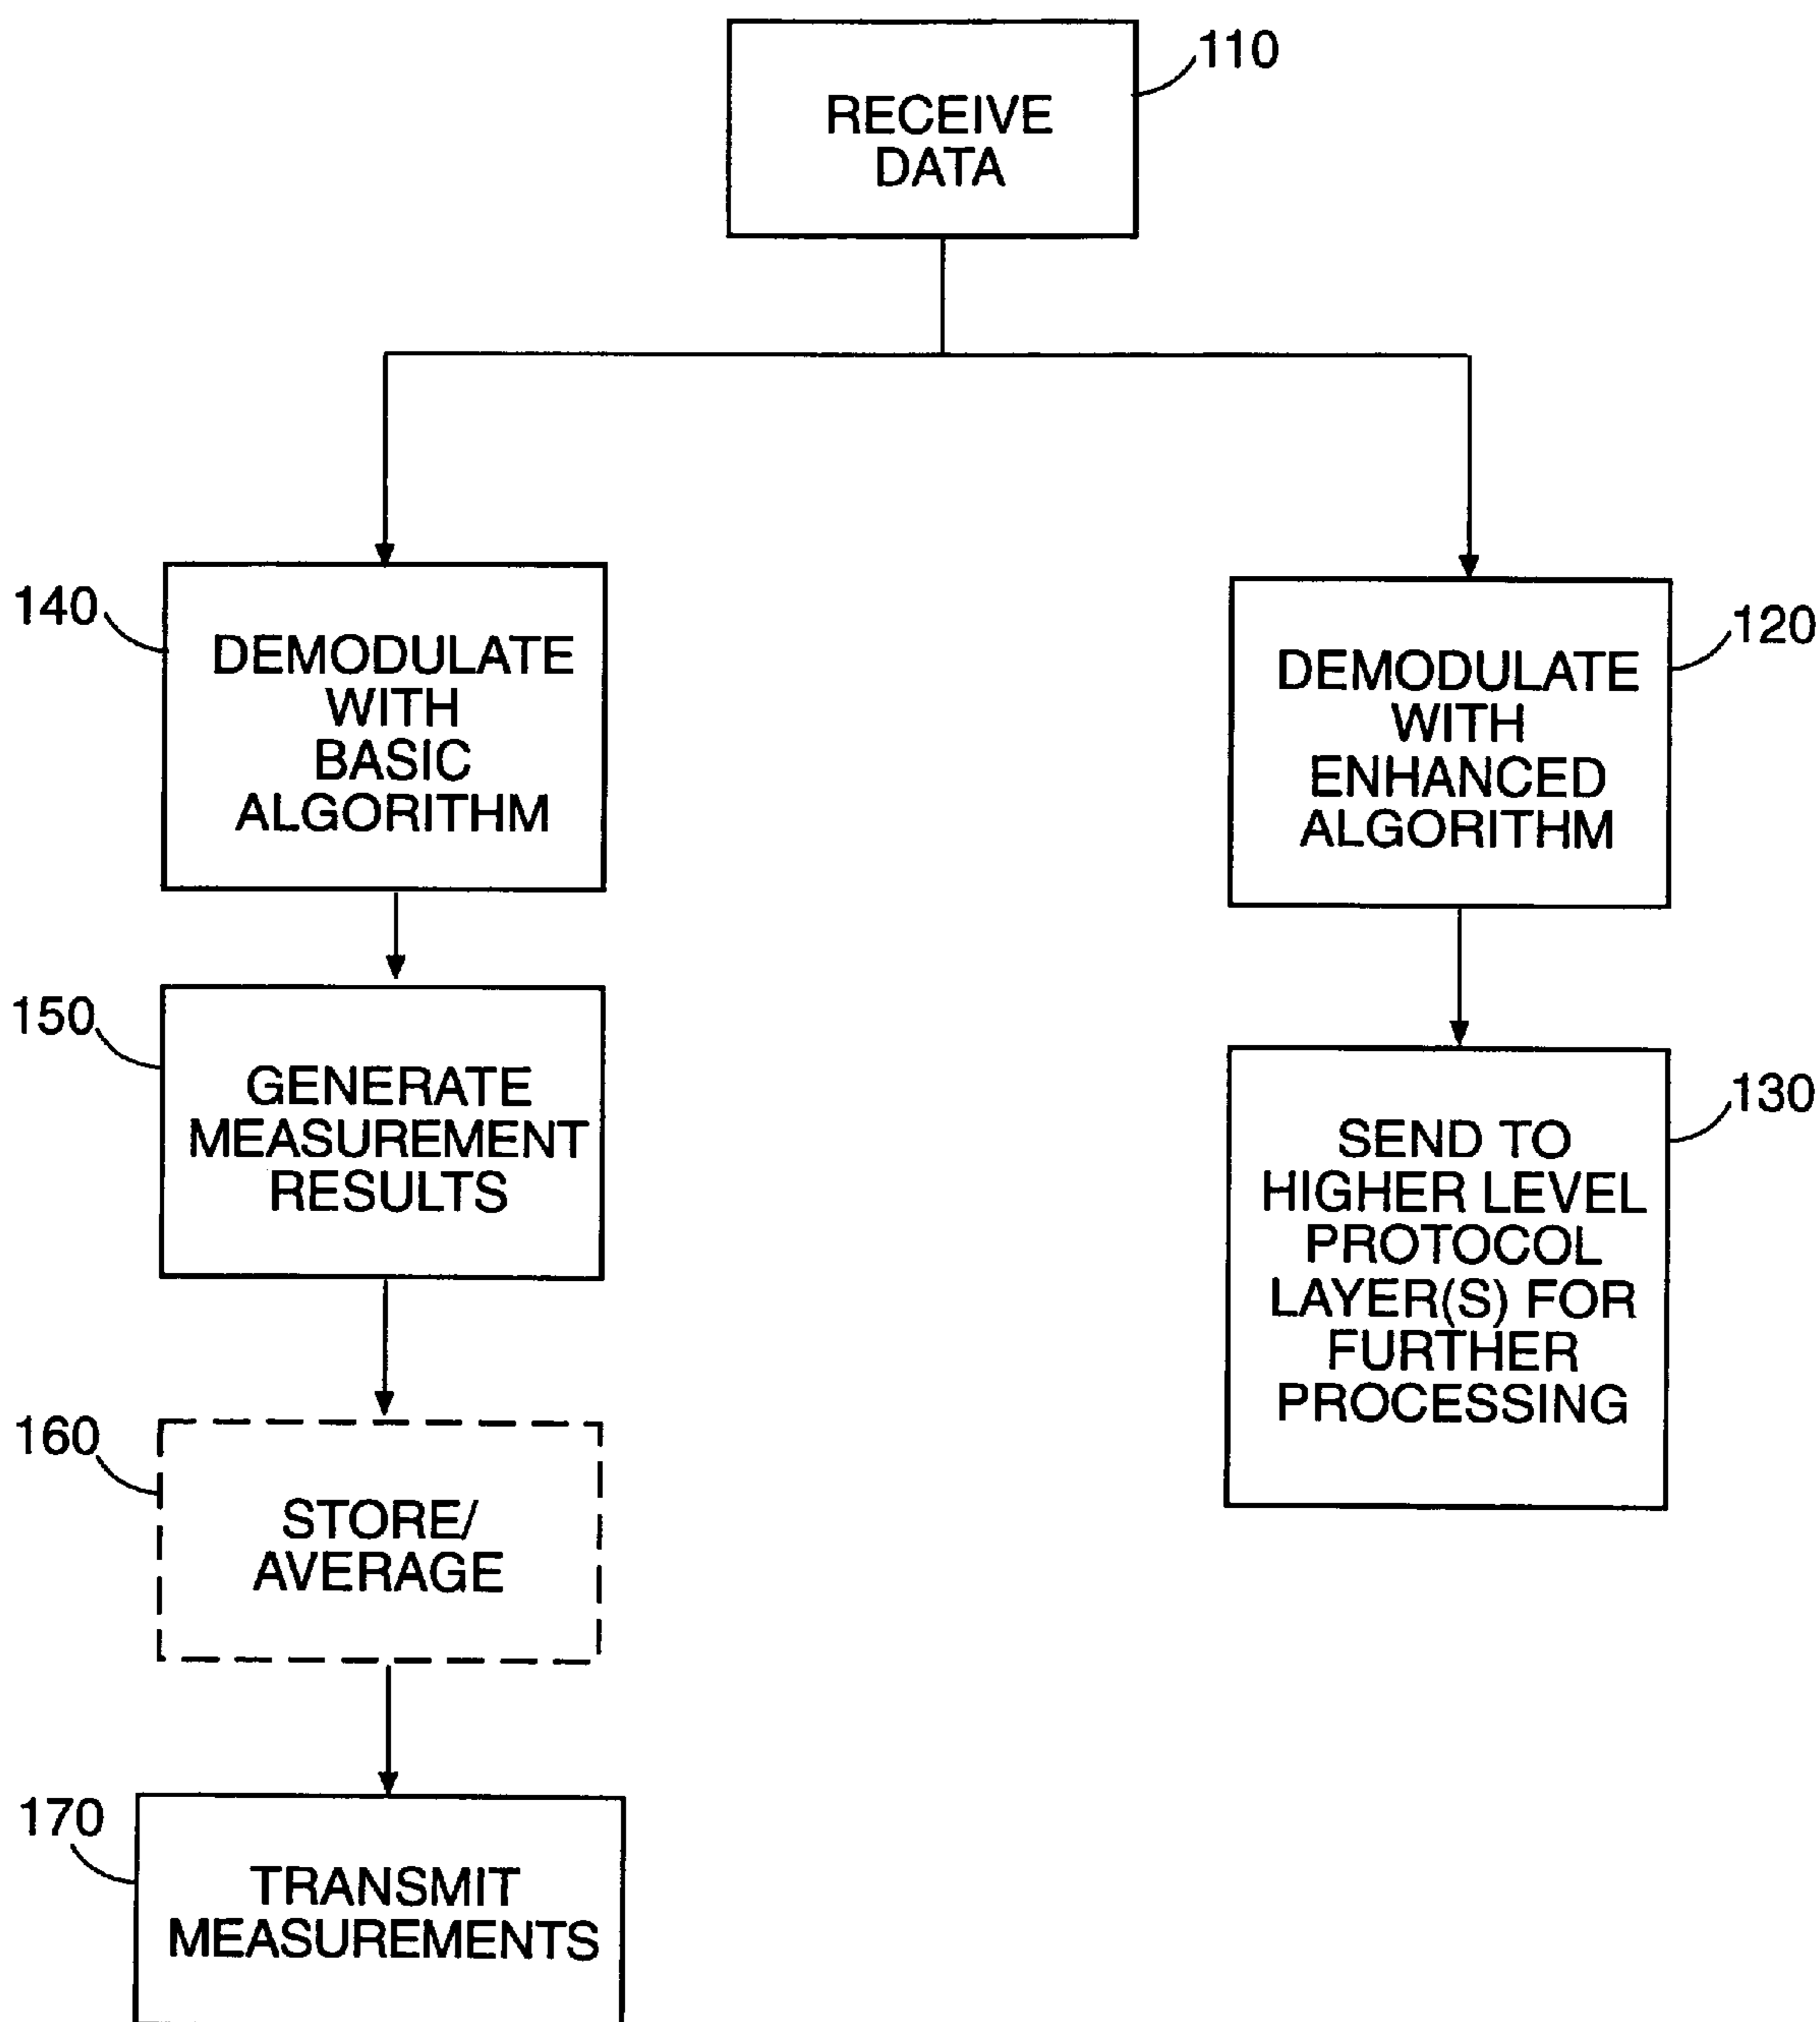 110
RECEIVE
DATA
140
DEMODULATE
WITH
BASIC
ALGORITHM
120
DEMODULATE
WITH
ENHANCED
ALGORITHM
150
GENERATE
MEASUREMENT
RESULTS
130
SEND TO
HIGHER LEVEL
PROTOCOL
LAYER(S) FOR
FURTHER
PROCESSING
160
STORE/
AVERAGE
170
TRANSMIT
MEASUREMENTS